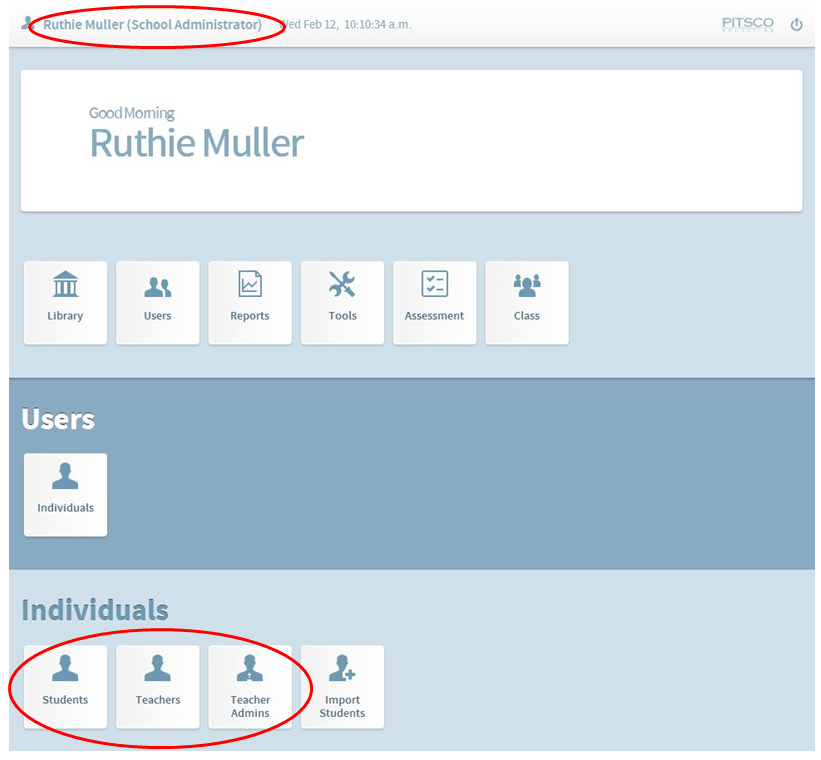 Ruthie Muller (School Administrator) Wed Feb 12, 10:10:34 a.m. PITSCO
EDUCATION
Good Morning
Ruthie Muller
Library Users Reports Tools Assessment Class
Users
Individuals
Individuals
Students Teachers Teacher Admins Import Students